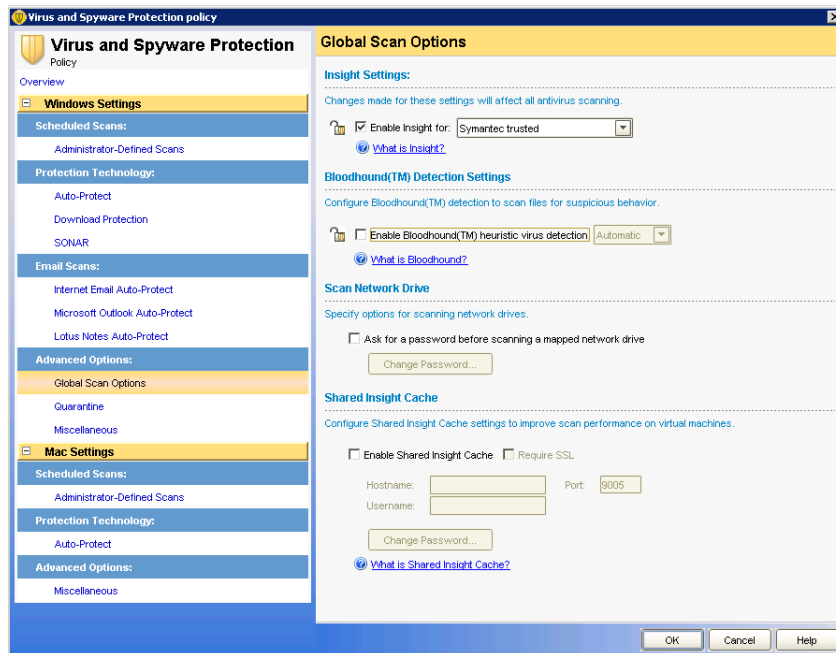 Virus and Spyware Protection policy
Virus and Spyware Protection
Policy
Overview
Windows Settings
Scheduled Scans:
Administrator-Defined Scans
Protection Technology:
Auto-Protect
Download Protection
SONAR
Email Scans:
Internet Email Auto-Protect
Microsoft Outlook Auto-Protect
Lotus Notes Auto-Protect
Advanced Options:
Global Scan Options
Quarantine
Miscellaneous
Mac Settings
Scheduled Scans:
Administrator-Defined Scans
Protection Technology:
Auto-Protect
Advanced Options:
Miscellaneous
Global Scan Options
Insight Settings:
Changes made for these settings will affect all antivirus scanning.
Enable Insight for: Symantec trusted
What is Insight?
Bloodhound(TM) Detection Settings
Configure Bloodhound(TM) detection to scan files for suspicious behavior.
Enable Bloodhound(TM) heuristic virus detection Automatic
What is Bloodhound?
Scan Network Drive
Specify options for scanning network drives.
Ask for a password before scanning a mapped network drive
Change Password...
Shared Insight Cache
Configure Shared Insight Cache settings to improve scan performance on virtual machines.
Enable Shared Insight Cache Require SSL
Hostname: Port: 9005
Username:
Change Password...
What is Shared Insight Cache?
OK Cancel Help